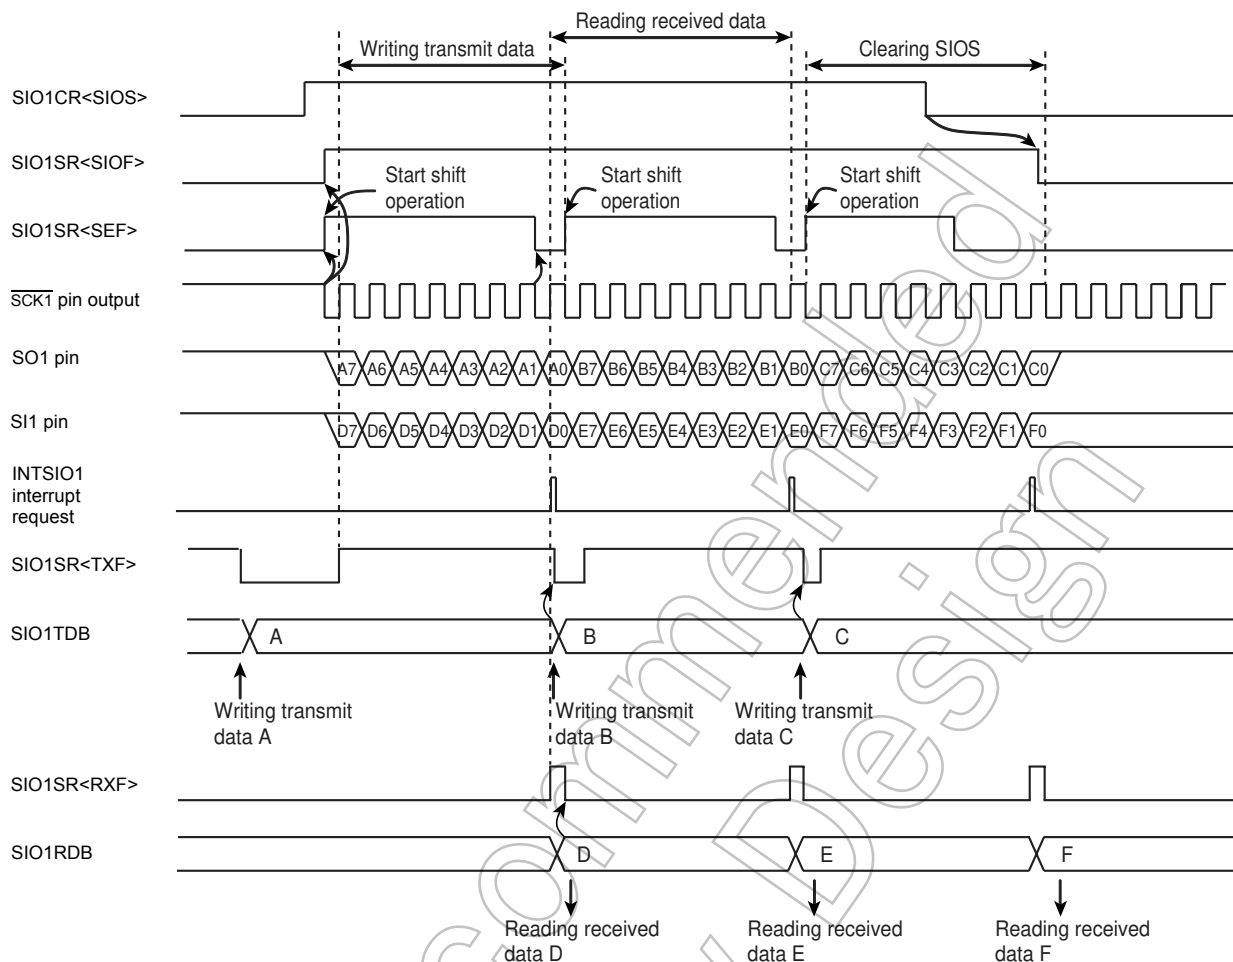 Reading received data
Writing transmit data
Clearing SIOS
SIO1CR<SIOS>
SIO1SR<SIOF>
Start shift
operation
Start shift
operation
Start shift
operation
SIO1SR<SEF>
SCK1 pin output
SO1 pin
A7 A6 A5 A4 A3 A2 A1 A0 B7 B6 B5 B4 B3 B2 B1 B0 C7 C6 C5 C4 C3 C2 C1 C0
SI1 pin
D7 D6 D5 D4 D3 D2 D1 D0 E7 E6 E5 E4 E3 E2 E1 E0 F7 F6 F5 F4 F3 F2 F1 F0
INTSIO1
interrupt
request
SIO1SR<TXF>
SIO1TDB
A B C
Writing transmit
data A
Writing transmit
data B
Writing transmit
data C
SIO1SR<RXF>
SIO1RDB
D E F
Reading received
data D
Reading received
data E
Reading received
data F
commended
Design